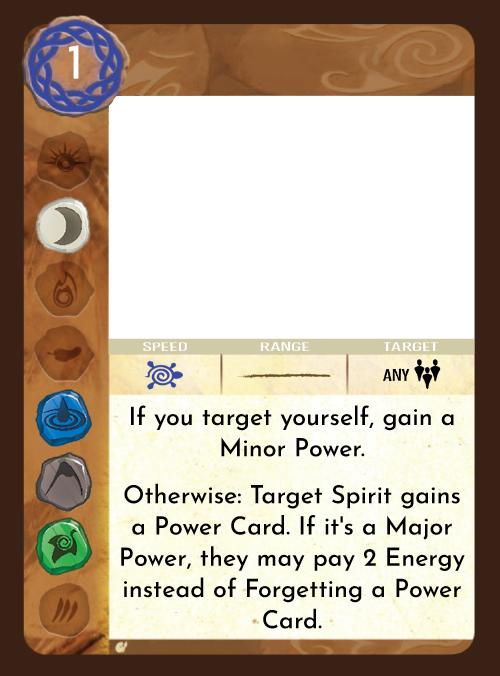 1
SPEED RANGE TARGET
ANY
If you target yourself, gain a
Minor Power.
Otherwise: Target Spirit gains
a Power Card. If it's a Major
Power, they may pay 2 Energy
instead of Forgetting a Power
Card.